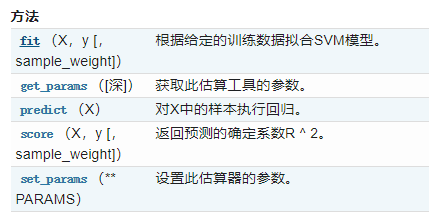 方法
fit（X，y [，  根据给定的训练数据拟合SVM模型。
sample_weight]）
get_params（[深]）  获取此估算工具的参数。
predict（X）  对X中的样本执行回归。
score（X，y [，  返回预测的确定系数R ^ 2。
sample_weight]）
set_params（**  设置此估算器的参数。
PARAMS）